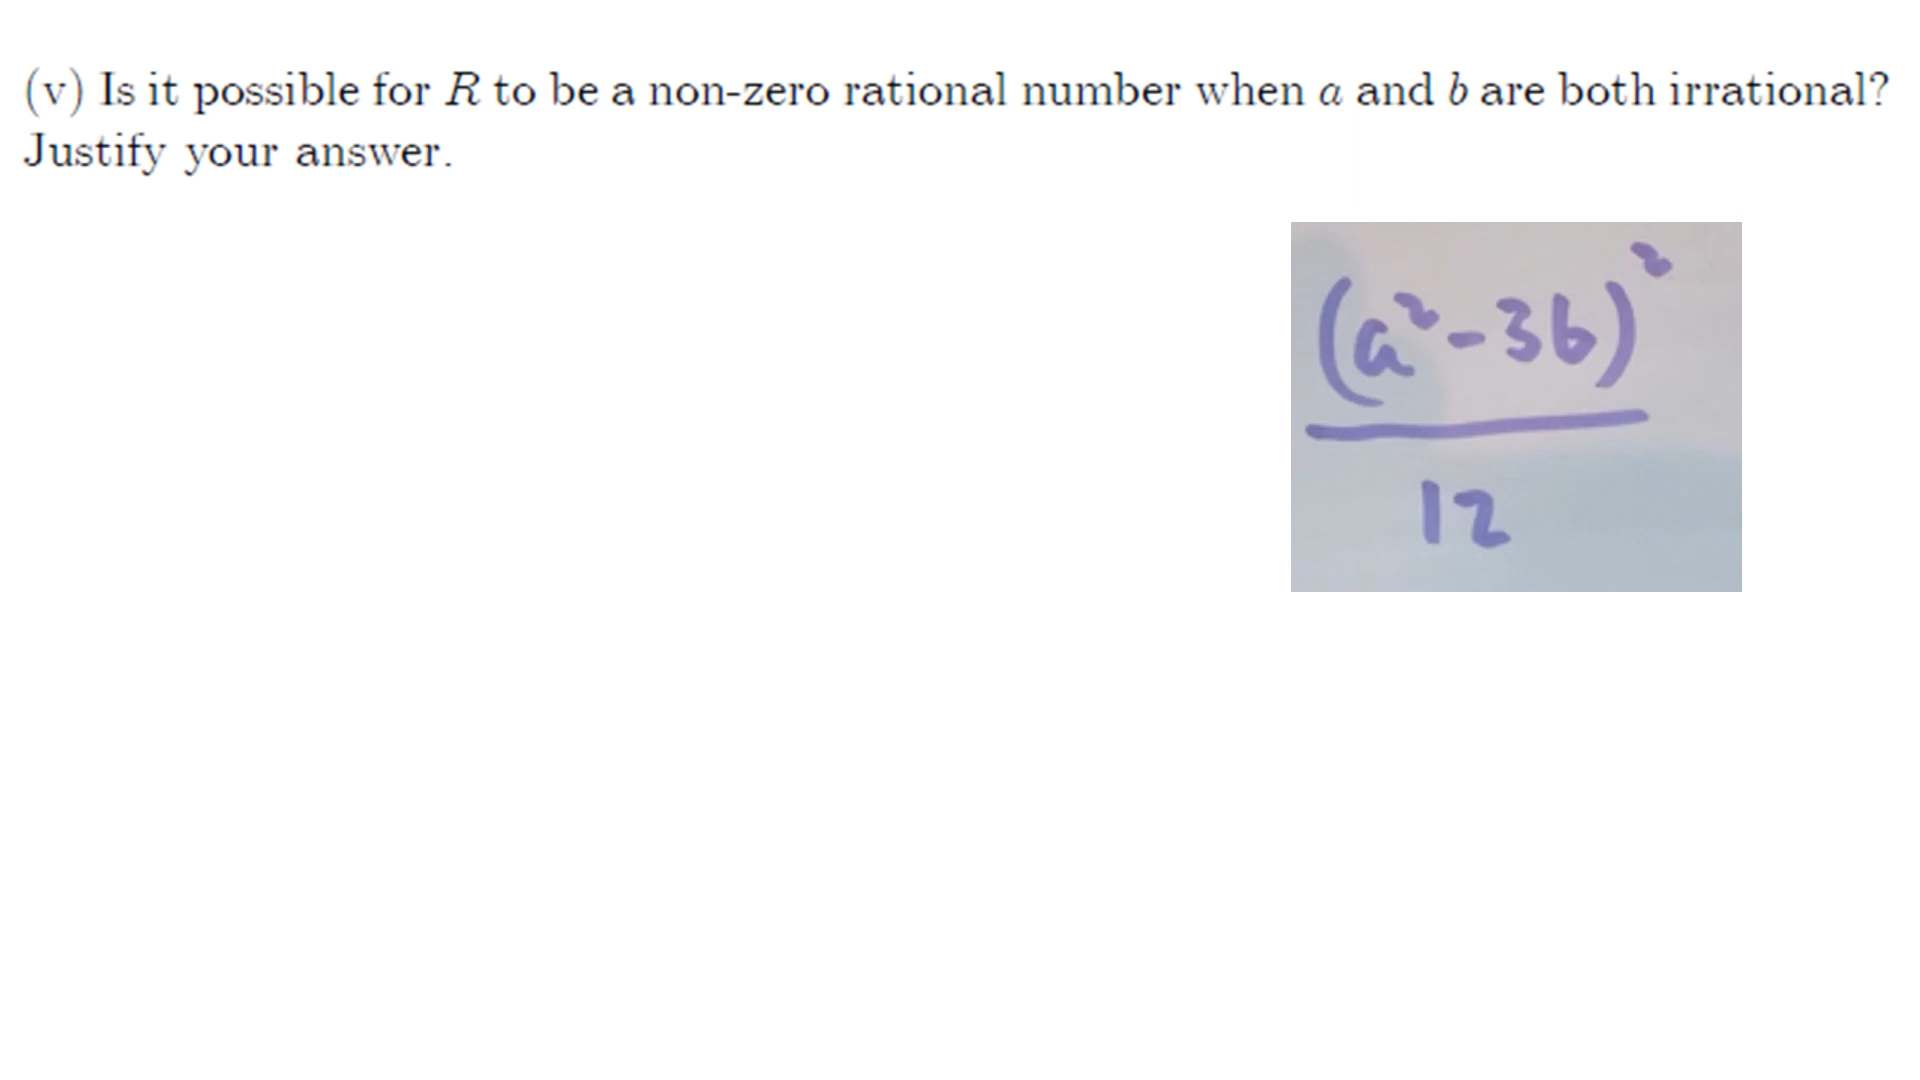 (v) Is it possible for R to be a non-zero rational number when a and b are both irrational?
Justify your answer.
(a²-3b)²
12